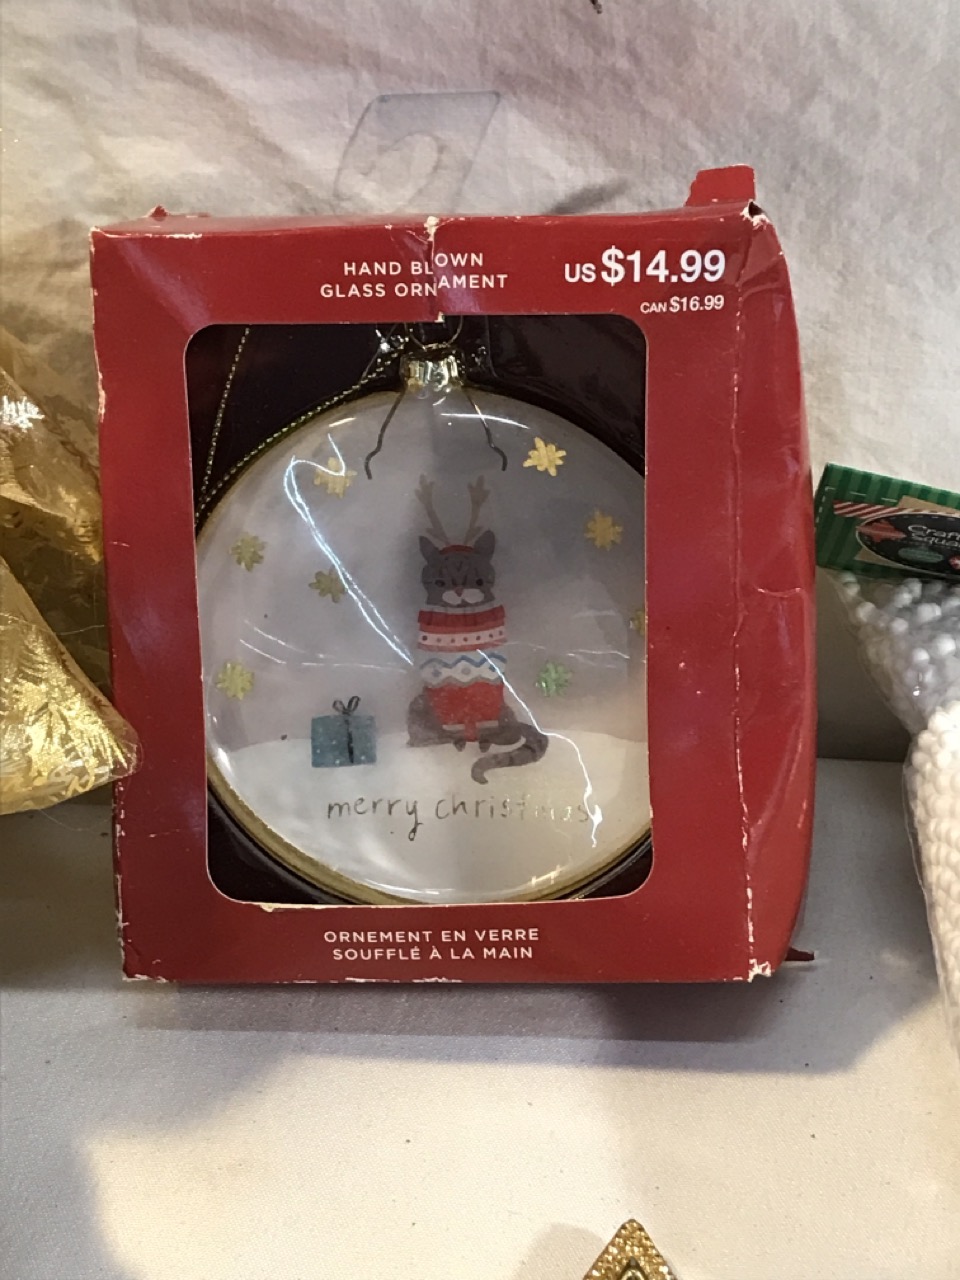 HAND BLOWN
GLASS ORNAMENT
US $14.99
CAN $16.99
merry christmas
ORNEMENT EN VERRE
SOUFFLÉ À LA MAIN